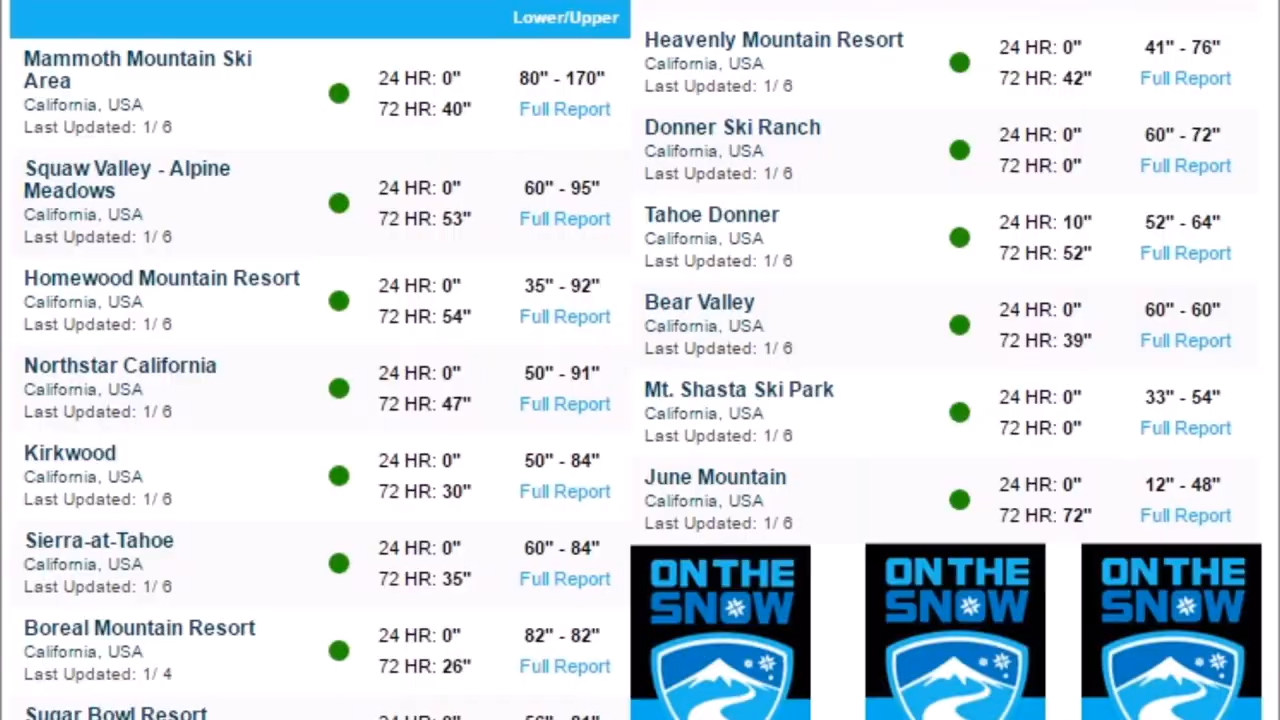 Lower/Upper
Mammoth Mountain Ski
Area
California, USA
Last Updated: 1/ 6
24 HR: 0"
72 HR: 40"
80" - 170"
Full Report
Squaw Valley - Alpine
Meadows
California, USA
Last Updated: 1/ 6
24 HR: 0"
72 HR: 53"
60" - 95"
Full Report
Homewood Mountain Resort
California, USA
Last Updated: 1/ 6
24 HR: 0"
72 HR: 54"
35" - 92"
Full Report
Northstar California
California, USA
Last Updated: 1/ 6
24 HR: 0"
72 HR: 47"
50" - 91"
Full Report
Kirkwood
California, USA
Last Updated: 1/ 6
24 HR: 0"
72 HR: 30"
50" - 84"
Full Report
Sierra-at-Tahoe
California, USA
Last Updated: 1/ 6
24 HR: 0"
72 HR: 35"
60" - 84"
Full Report
Boreal Mountain Resort
California, USA
Last Updated: 1/ 4
24 HR: 0"
72 HR: 26"
82" - 82"
Full Report
Sugar Bowl Resort
24 HR: 0"
Heavenly Mountain Resort
California, USA
Last Updated: 1/ 6
24 HR: 0"
72 HR: 42"
41" - 76"
Full Report
Donner Ski Ranch
California, USA
Last Updated: 1/ 6
24 HR: 0"
72 HR: 0"
60" - 72"
Full Report
Tahoe Donner
California, USA
Last Updated: 1/ 6
24 HR: 10"
72 HR: 52"
52" - 64"
Full Report
Bear Valley
California, USA
Last Updated: 1/ 6
24 HR: 0"
72 HR: 39"
60" - 60"
Full Report
Mt. Shasta Ski Park
California, USA
Last Updated: 1/ 6
24 HR: 0"
72 HR: 0"
33" - 54"
Full Report
June Mountain
California, USA
Last Updated: 1/ 6
24 HR: 0"
72 HR: 72"
12" - 48"
Full Report
ON THE
SNOW
ON THE
SNOW
ON THE
SNOW